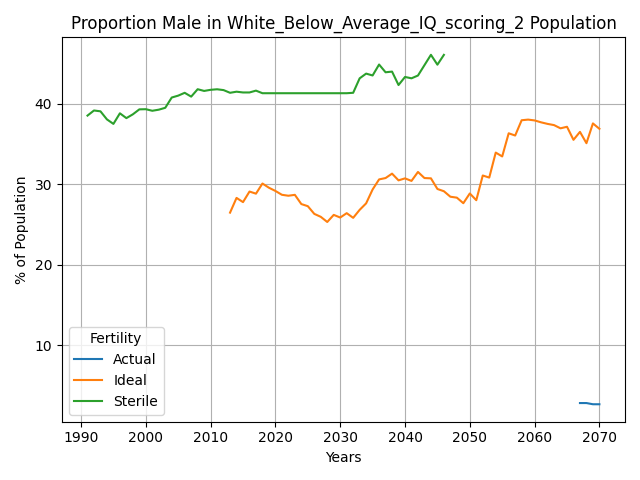 Proportion Male in White_Below_Average_IQ_scoring_2 Population
% of Population
40
30
20
10
Fertility
Actual
Ideal
Sterile
1990 2000 2010 2020 2030 2040 2050 2060 2070
Years